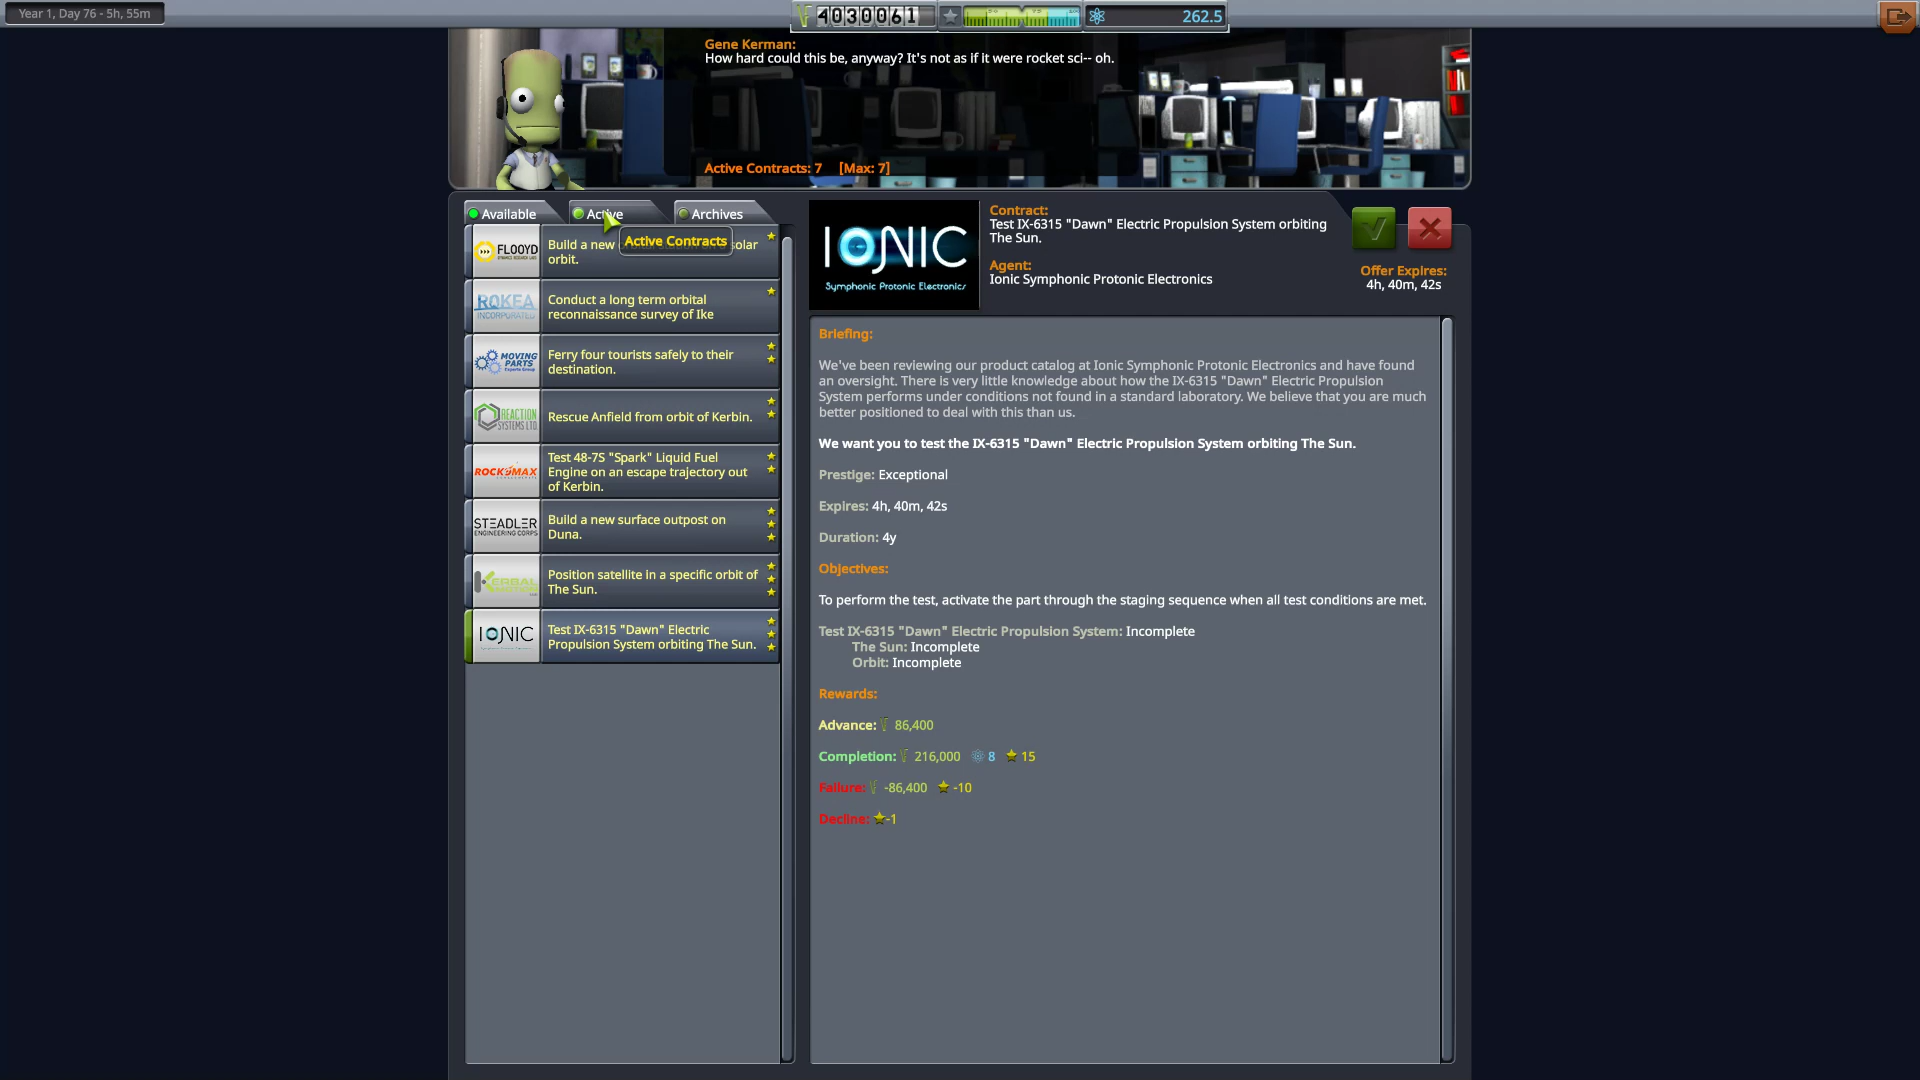 Year 1, Day 76 - 5h, 55m
4030061
262.5
Gene Kerman:
How hard could this be, anyway? It's not as if it were rocket sci-- oh.
Active Contracts: 7 [Max: 7]
Available
Active
Archives
Active Contracts
FLOOYD
Build a new
solar
orbit.
ROKEA
INCORPORATED
Conduct a long term orbital
reconnaissance survey of Ike
MOVING
PARTS
Experts Group
Ferry four tourists safely to their
destination.
REACTION
SYSTEMS LTD
Rescue Anfield from orbit of Kerbin.
ROCKOMAX
Test 48-7S "Spark" Liquid Fuel
Engine on an escape trajectory out
of Kerbin.
STEADLER
ENGINEERING CORPS
Build a new surface outpost on
Duna.
KERBAL
Position satellite in a specific orbit of
The Sun.
IONIC
Test IX-6315 "Dawn" Electric
Propulsion System orbiting The Sun.
IONIC
Symphonic Protonic Electronics
Contract:
Test IX-6315 "Dawn" Electric Propulsion System orbiting
The Sun.
Agent:
Ionic Symphonic Protonic Electronics
Offer Expires:
4h, 40m, 42s
Briefing:
We've been reviewing our product catalog at Ionic Symphonic Protonic Electronics and have found
an oversight. There is very little knowledge about how the IX-6315 "Dawn" Electric Propulsion
System performs under conditions not found in a standard laboratory. We believe that you are much
better positioned to deal with this than us.
We want you to test the IX-6315 "Dawn" Electric Propulsion System orbiting The Sun.
Prestige: Exceptional
Expires: 4h, 40m, 42s
Duration: 4y
Objectives:
To perform the test, activate the part through the staging sequence when all test conditions are met.
Test IX-6315 "Dawn" Electric Propulsion System: Incomplete
The Sun: Incomplete
Orbit: Incomplete
Rewards:
Advance: 86,400
Completion: 216,000 8 15
Failure: -86,400 -10
Decline: -1